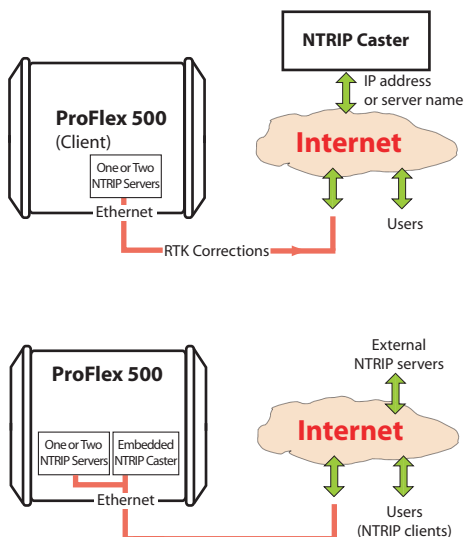 NTRIP Caster
IP address
or server name
ProFlex 500
(Client)
One or Two
NTRIP Servers
Ethernet
Internet
Users
RTK Corrections
ProFlex 500
One or Two
NTRIP Servers
Embedded
NTRIP Caster
Ethernet
External
NTRIP servers
Internet
Users
(NTRIP clients)